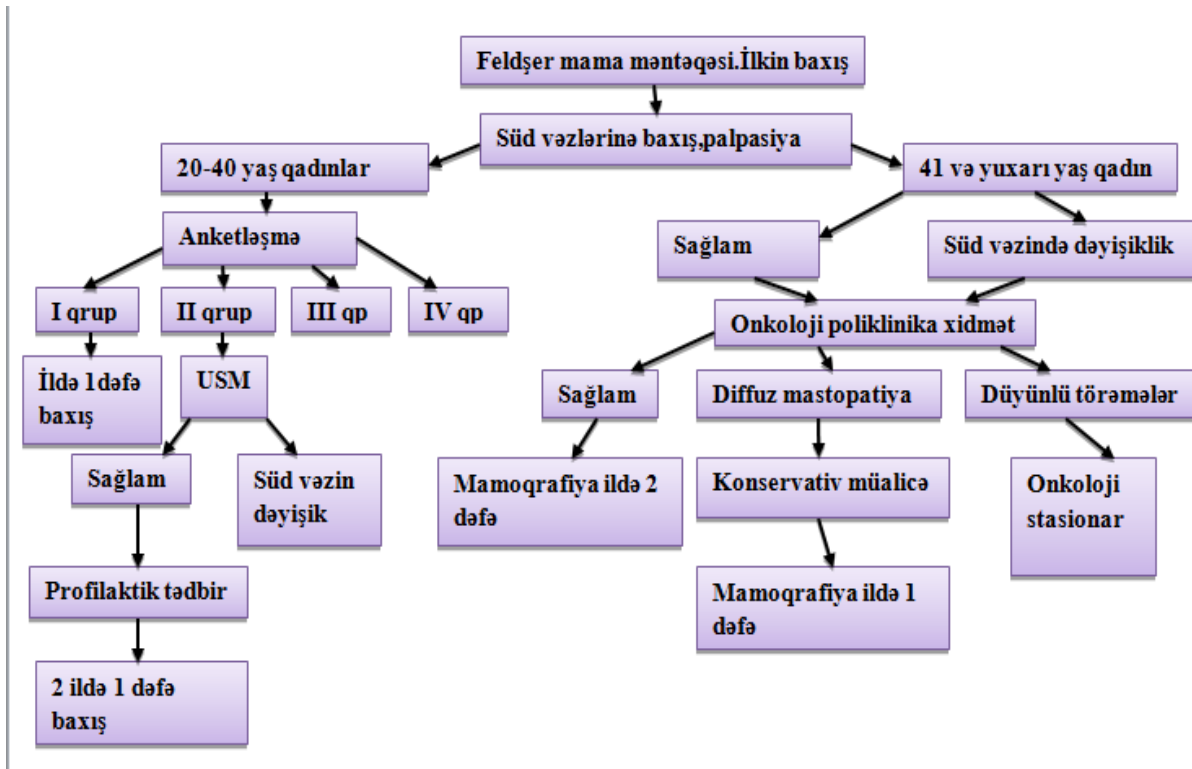 Feldşer mama məntəqəsi.İlkin baxış
Süd vəzlərinə baxış,palpasiya
20-40 yaş qadınlar
41 və yuxarı yaş qadın
Anketləşmə
Sağlam
Süd vəzində dəyişiklik
I qrup
II qrup
III qp
IV qp
Onkoloji poliklinika xidmət
İldə 1dəfə
baxış
USM
Sağlam
Diffuz mastopatiya
Düyünlü törəmələr
Sağlam
Süd vəzin
dəyişik
Mamoqrafiya ildə 2
dəfə
Konservativ müalicə
Onkoloji
stasionar
Profilaktik tədbir
Mamoqrafiya ildə 1
dəfə
2 ildə 1 dəfə
baxış